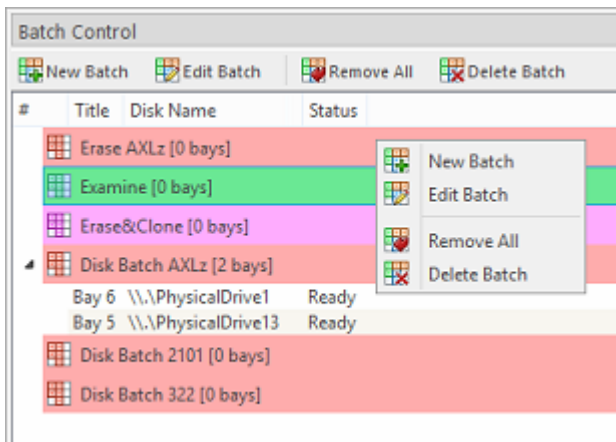 Batch Control
New Batch Edit Batch Remove All Delete Batch
# Title Disk Name Status
Erase AXLz [0 bays]
Examine [0 bays]
Erase&Clone [0 bays]
Disk Batch AXLz [2 bays]
Bay 6 \\.\PhysicalDrive1 Ready
Bay 5 \\.\PhysicalDrive13 Ready
Disk Batch 2101 [0 bays]
Disk Batch 322 [0 bays]
New Batch
Edit Batch
Remove All
Delete Batch